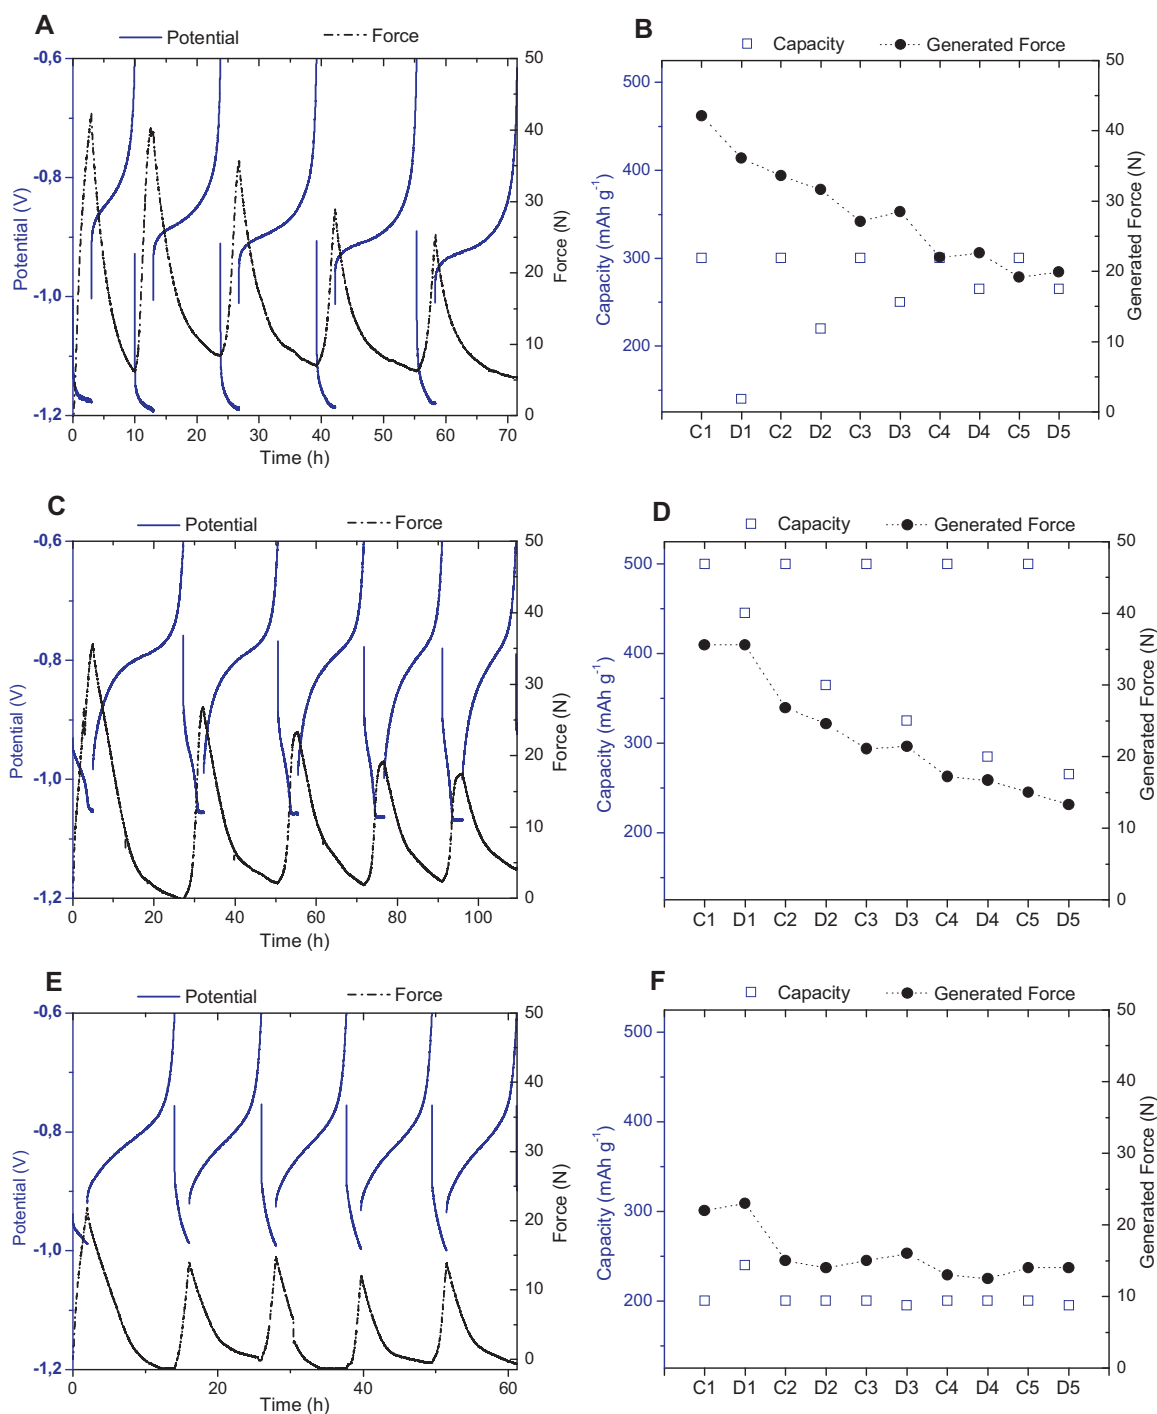 A
Potential
Force
-0,6
-0,8
-1,0
-1,2
Potential (V)
50
40
30
20
10
0
Force (N)
0 10 20 30 40 50 60 70
Time (h)
B
Capacity
Generated Force
500
400
300
200
Capacity (mAh g-1)
50
40
30
20
10
0
Generated Force (N)
C1 D1 C2 D2 C3 D3 C4 D4 C5 D5
C
Potential
Force
-0,6
-0,8
-1,0
-1,2
Potential (V)
50
40
30
20
10
0
Force (N)
0 20 40 60 80 100
Time (h)
D
Capacity
Generated Force
500
400
300
200
Capacity (mAh g-1)
50
40
30
20
10
0
Generated Force (N)
C1 D1 C2 D2 C3 D3 C4 D4 C5 D5
E
Potential
Force
-0,6
-0,8
-1,0
-1,2
Potential (V)
50
40
30
20
10
0
Force (N)
0 20 40 60
Time (h)
F
Capacity
Generated Force
500
400
300
200
Capacity (mAh g-1)
50
40
30
20
10
0
Generated Force (N)
C1 D1 C2 D2 C3 D3 C4 D4 C5 D5